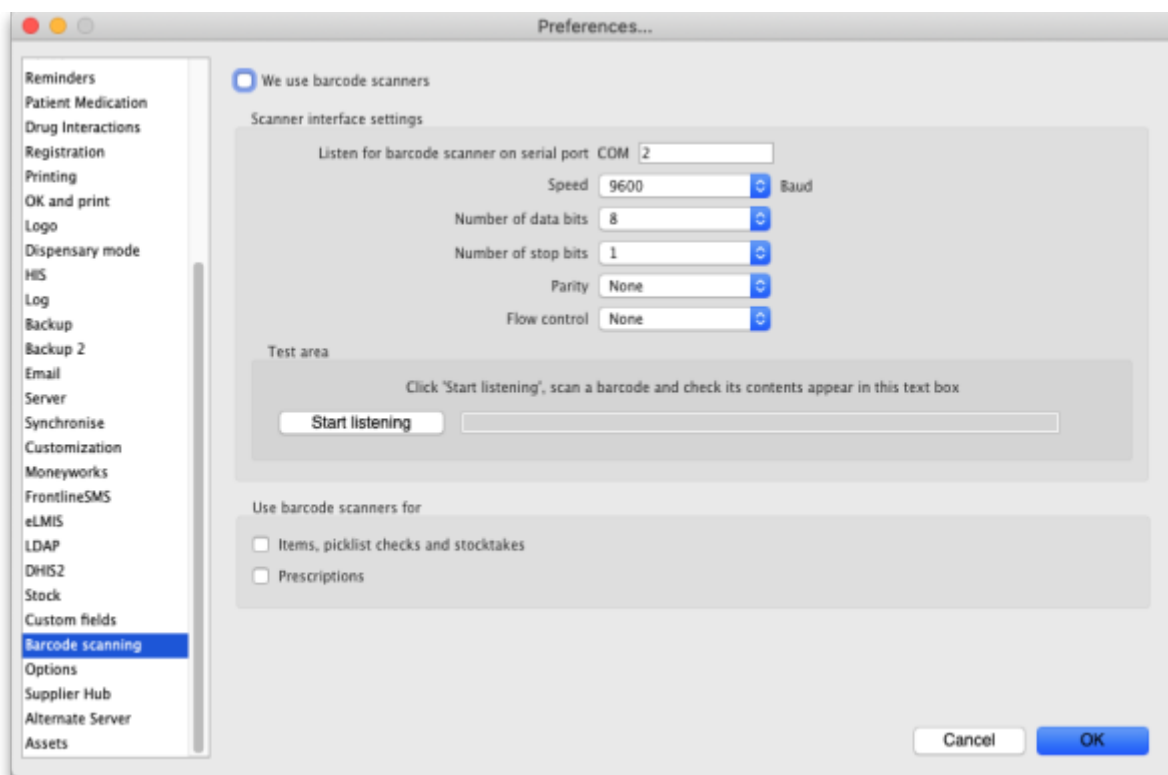 Preferences...
Reminders
Patient Medication
Drug Interactions
Registration
Printing
OK and print
Logo
Dispensary mode
HIS
Log
Backup
Backup 2
Email
Server
Synchronise
Customization
Moneyworks
FrontlineSMS
eLMIS
LDAP
DHIS2
Stock
Custom fields
Barcode scanning
Options
Supplier Hub
Alternate Server
Assets
We use barcode scanners
Scanner interface settings
Listen for barcode scanner on serial port COM 2
Speed 9600 Baud
Number of data bits 8
Number of stop bits 1
Parity None
Flow control None
Test area
Click 'Start listening', scan a barcode and check its contents appear in this text box
Start listening
Use barcode scanners for
Items, picklist checks and stocktakes
Prescriptions
Cancel OK